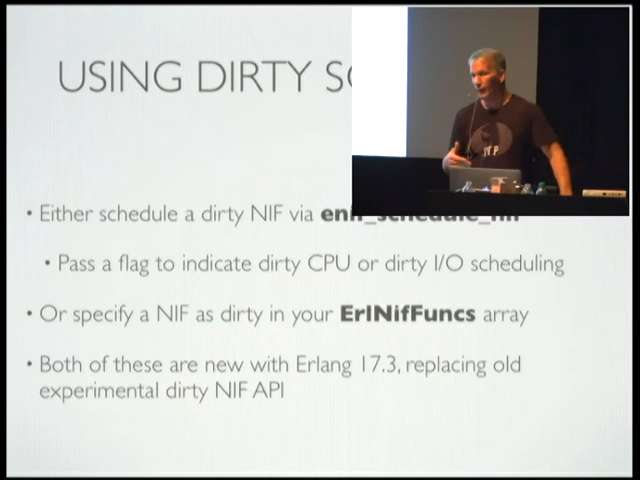 USING DIRTY
• Either schedule a dirty NIF via enif_schedule_nif
• Pass a flag to indicate dirty CPU or dirty I/O scheduling
• Or specify a NIF as dirty in your ErlNifFuncs array
• Both of these are new with Erlang 17.3, replacing old
experimental dirty NIF API